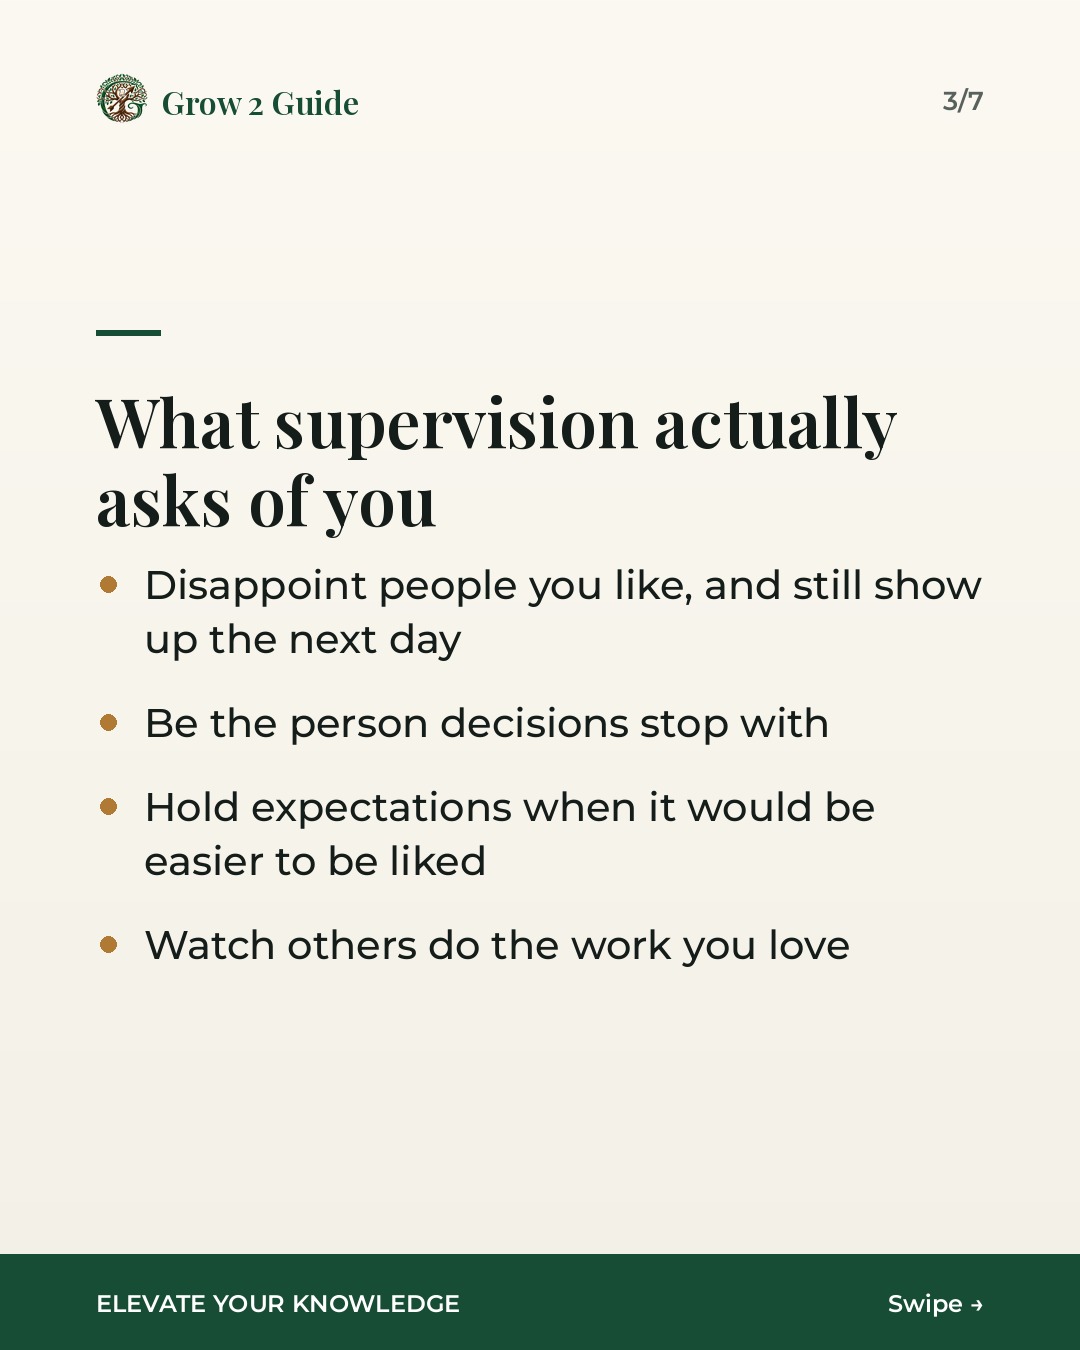 Grow 2 Guide
3/7
What supervision actually
asks of you
Disappoint people you like, and still show
up the next day
Be the person decisions stop with
Hold expectations when it would be
easier to be liked
Watch others do the work you love
ELEVATE YOUR KNOWLEDGE
Swipe →